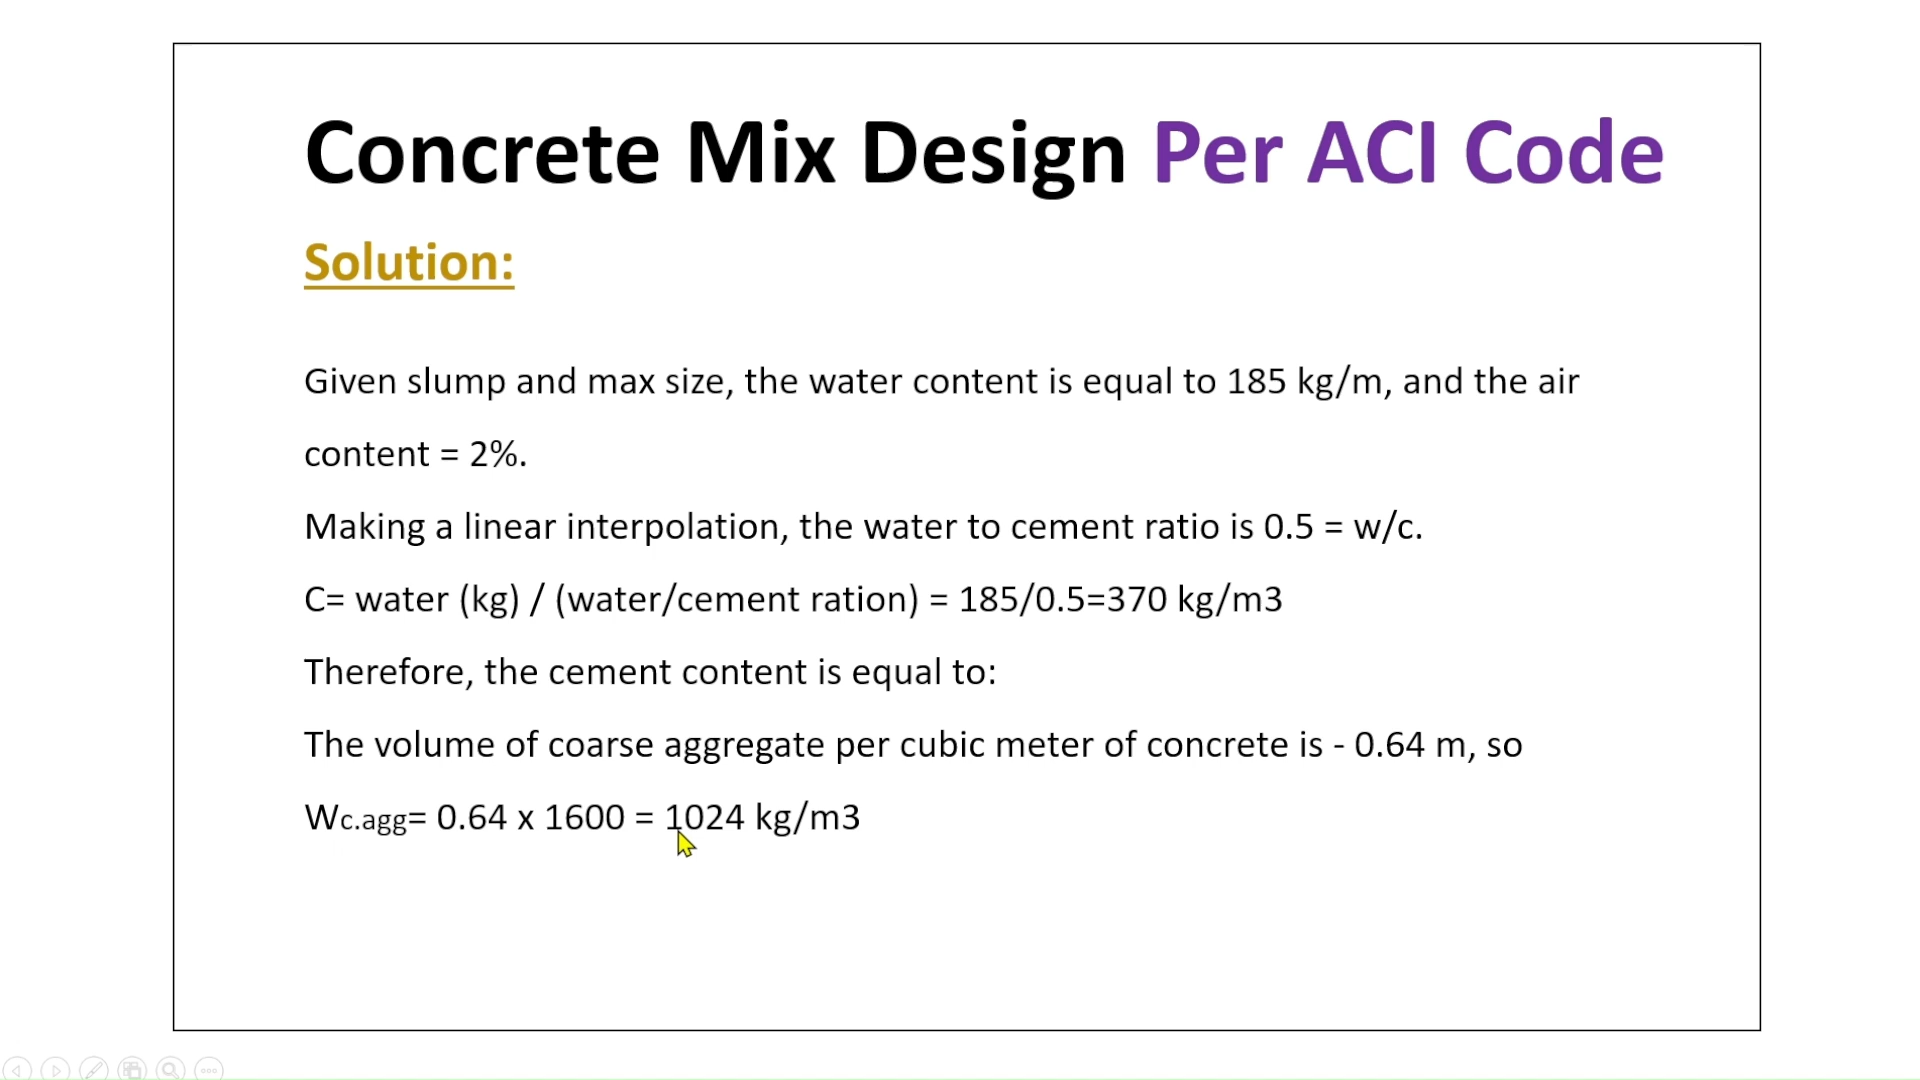 Concrete Mix Design Per ACI Code
Solution:
Given slump and max size, the water content is equal to 185 kg/m, and the air
content = 2%.
Making a linear interpolation, the water to cement ratio is 0.5 = w/c.
C= water (kg) / (water/cement ration) = 185/0.5=370 kg/m3
Therefore, the cement content is equal to:
The volume of coarse aggregate per cubic meter of concrete is - 0.64 m, so
Wc.agg= 0.64 x 1600 = 1024 kg/m3